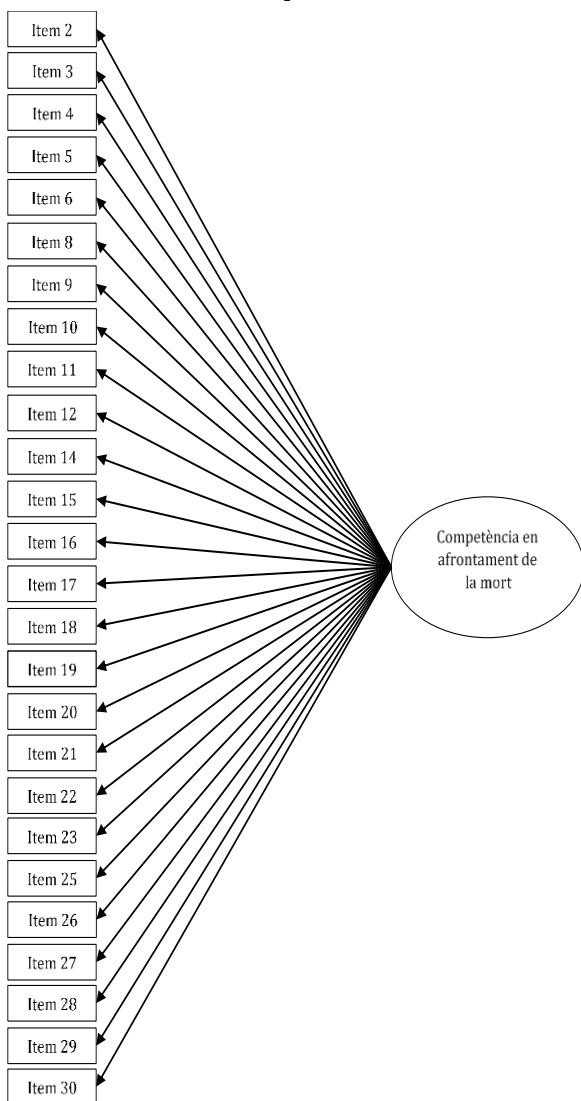 Item 2
Item 3
Item 4
Item 5
Item 6
Item 8
Item 9
Item 10
Item 11
Item 12
Item 14
Item 15
Item 16
Item 17
Item 18
Item 19
Item 20
Item 21
Item 22
Item 23
Item 25
Item 26
Item 27
Item 28
Item 29
Item 30
Competència en
afrontament de
la mort